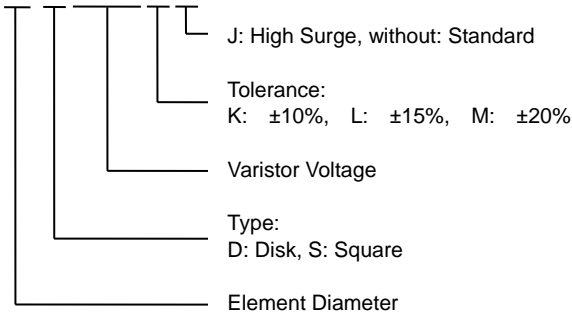 J: High Surge, without: Standard
Tolerance:
K: ±10%, L: ±15%, M: ±20%
Varistor Voltage
Type:
D: Disk, S: Square
Element Diameter